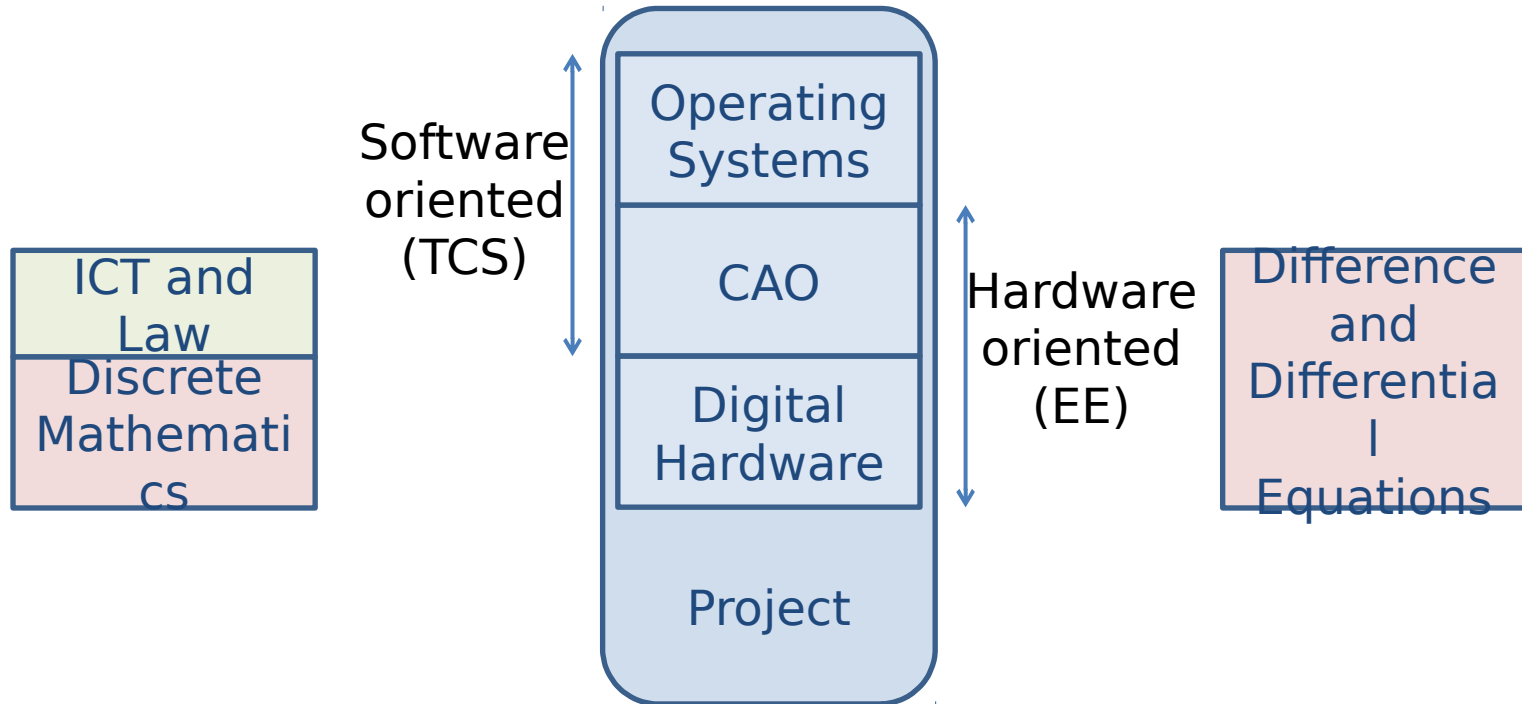 ICT and
Law
Discrete
Mathemati
cs
Software
oriented
(TCS)
Operating
Systems
CAO
Digital
Hardware
Project
Hardware
oriented
(EE)
Difference
and
Differentia
l
Equations